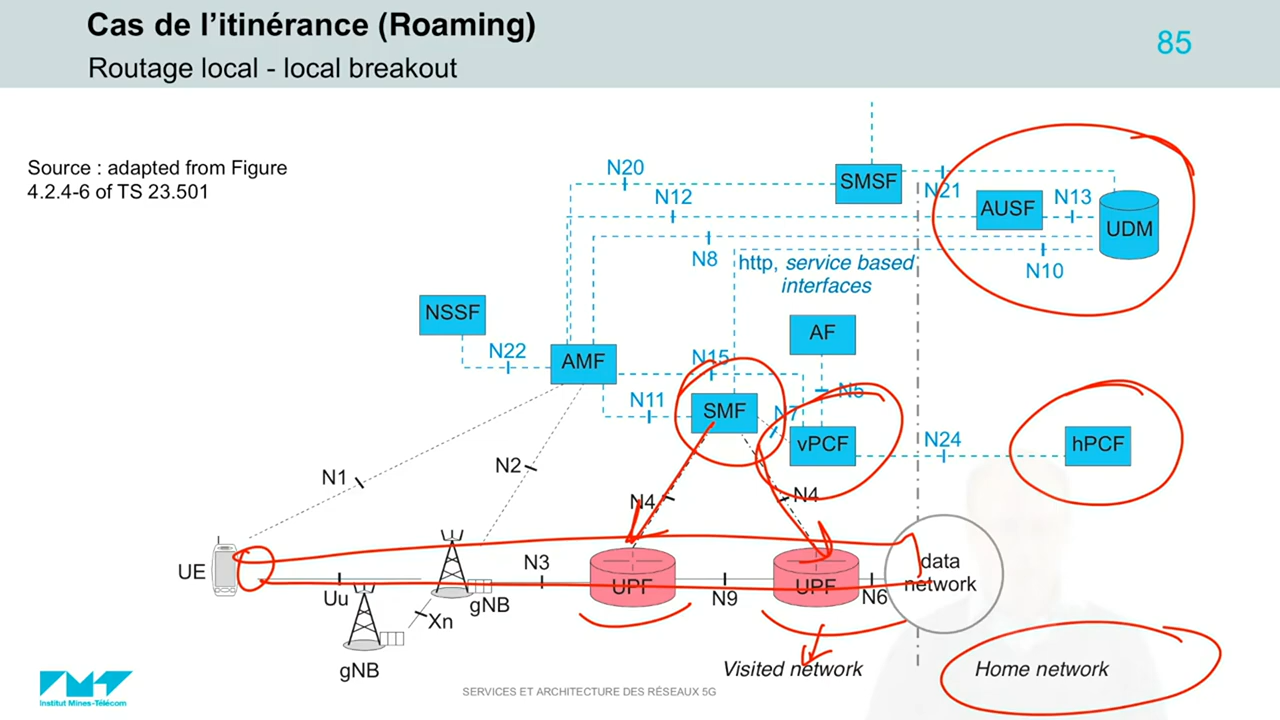 Cas de l'itinérance (Roaming)
Routage local - local breakout
85
Source : adapted from Figure
4.2.4-6 of TS 23.501
N20
SMSF
N21
N12
AUSF
N13
UDM
N8
http, service based
interfaces
N10
NSSF
AF
N22
AMF
N15
N5
N11
SMF
N7
vPCF
N24
hPCF
N1
N2
N4
N4
UE
Uu
gNB
Xn
gNB
N3
UPF
N9
UPF
N6
data
network
Visited network
Home network
Institut Mines-Télécom
SERVICES ET ARCHITECTURE DES RÉSEAUX 5G